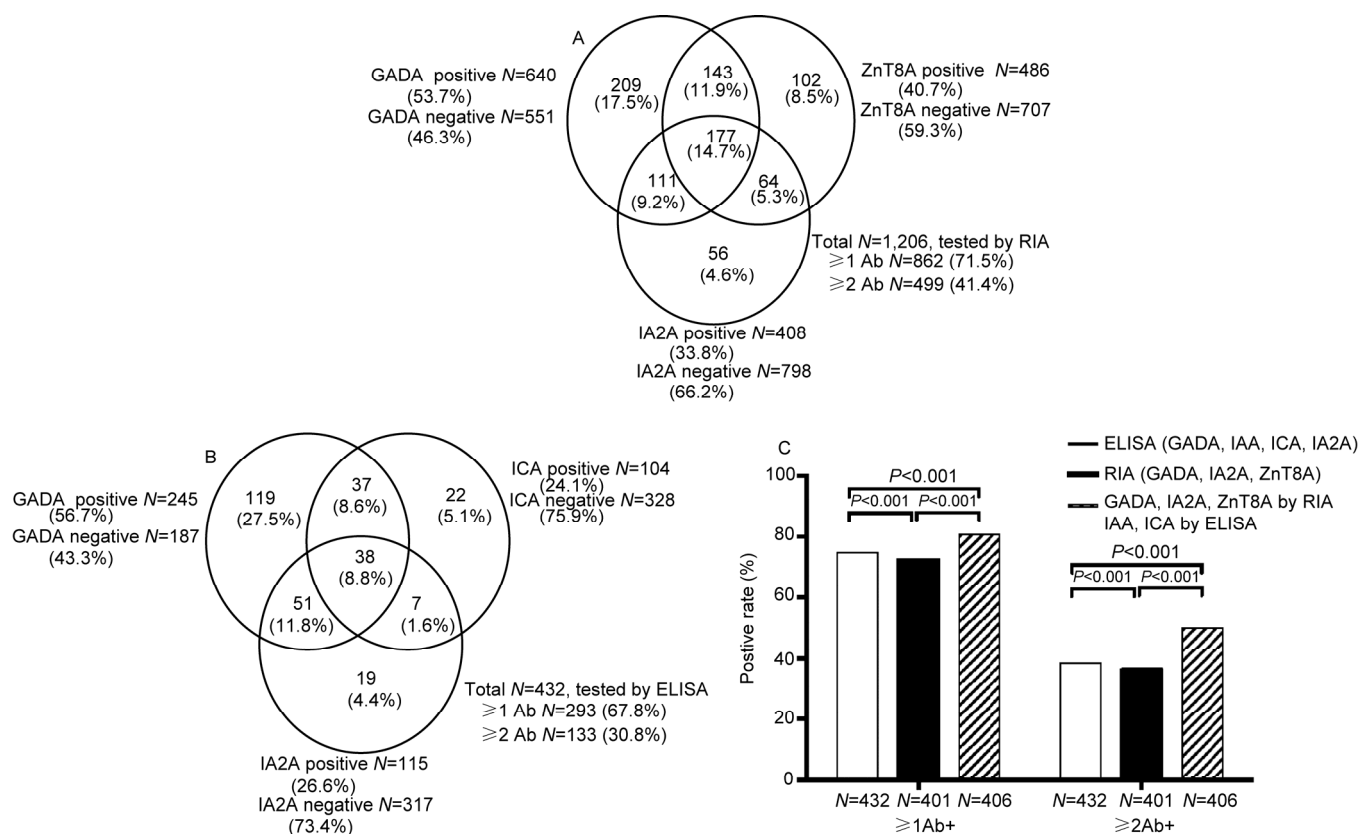 A
GADA positive N=640
(53.7%)
GADA negative N=551
(46.3%)
209
(17.5%)
143
(11.9%)
102
(8.5%)
ZnT8A positive N=486
(40.7%)
ZnT8A negative N=707
(59.3%)
177
(14.7%)
111
(9.2%)
64
(5.3%)
56
(4.6%)
Total N=1,206, tested by RIA
≥1 Ab N=862 (71.5%)
≥2 Ab N=499 (41.4%)
IA2A positive N=408
(33.8%)
IA2A negative N=798
(66.2%)
B
GADA positive N=245
(56.7%)
GADA negative N=187
(43.3%)
119
(27.5%)
37
(8.6%)
22
(5.1%)
ICA positive N=104
(24.1%)
ICA negative N=328
(75.9%)
38
(8.8%)
51
(11.8%)
7
(1.6%)
19
(4.4%)
Total N=432, tested by ELISA
≥1 Ab N=293 (67.8%)
≥2 Ab N=133 (30.8%)
IA2A positive N=115
(26.6%)
IA2A negative N=317
(73.4%)
C
ELISA (GADA, IAA, ICA, IA2A)
RIA (GADA, IA2A, ZnT8A)
GADA, IA2A, ZnT8A by RIA
IAA, ICA by ELISA
Postive rate (%)
100
80
60
40
20
0
P<0.001
P<0.001 P<0.001
P<0.001
P<0.001 P<0.001
N=432 N=401 N=406
≥1Ab+
N=432 N=401 N=406
≥2Ab+